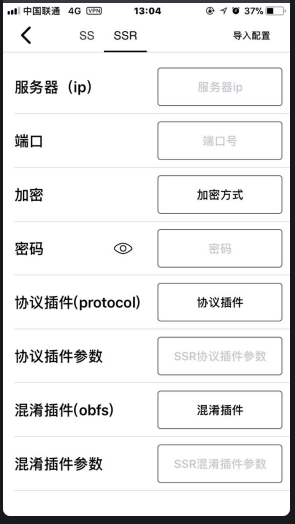 中国联通 4G VPN 13:04 37%
SS SSR 导入配置
服务器（ip） 服务器ip
端口 端口号
加密 加密方式
密码 密码
协议插件(protocol) 协议插件
协议插件参数 SSR协议插件参数
混淆插件(obfs) 混淆插件
混淆插件参数 SSR混淆插件参数